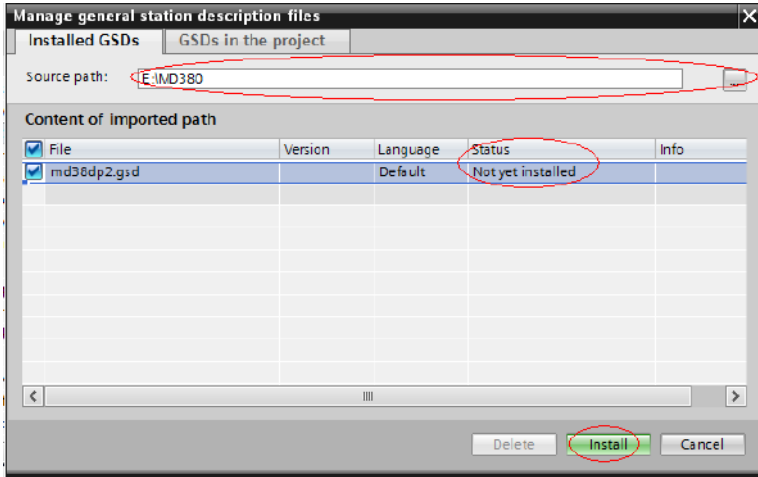 Manage general station description files
Installed GSDs GSDs in the project
Source path: E:\MD380 ...
Content of imported path
File Version Language Status Info
md38dp2.gsd Default Not yet installed
Delete Install Cancel